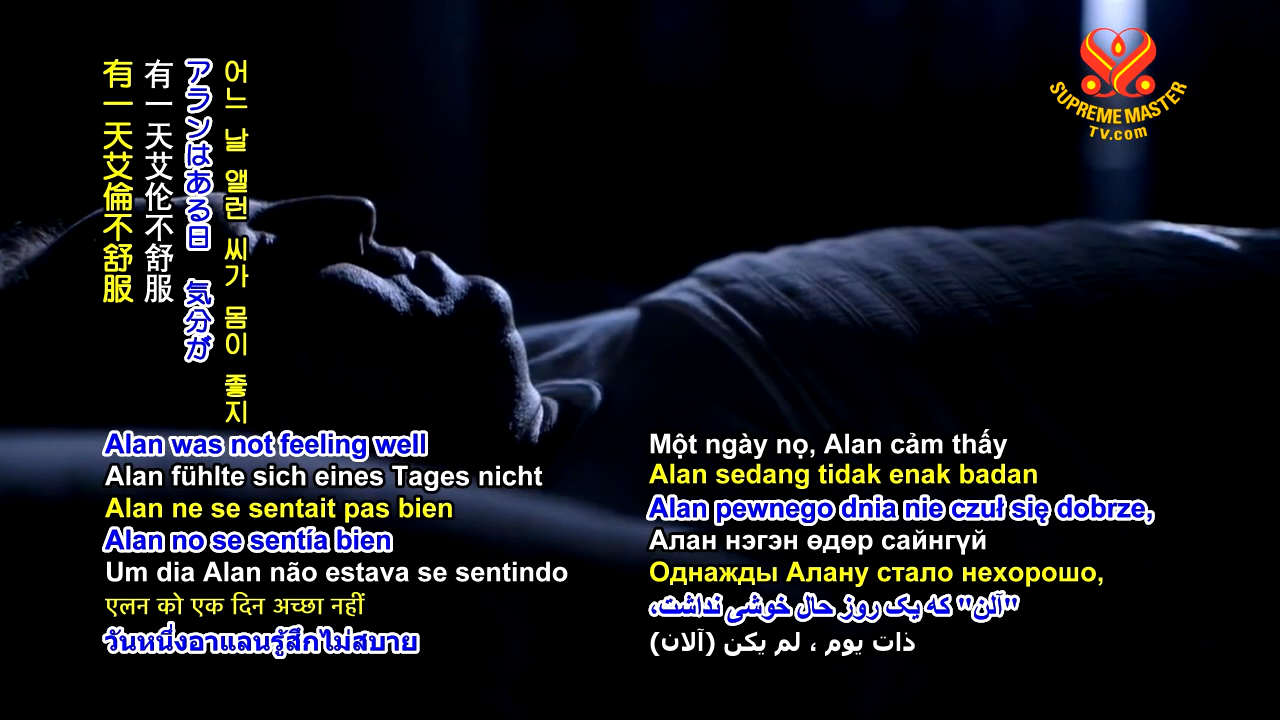 有一天艾倫不舒服
有一天艾伦不舒服
アランはある日　気分が
어느 날 앨런 씨가 몸이 좋지
SUPREME MASTER
TV.com
Alan was not feeling well
Alan fühlte sich eines Tages nicht
Alan ne se sentait pas bien
Alan no se sentía bien
Um dia Alan não estava se sentindo
एलन को एक दिन अच्छा नहीं
วันหนึ่งอาแลนรู้สึกไม่สบาย
Một ngày nọ, Alan cảm thấy
Alan sedang tidak enak badan
Alan pewnego dnia nie czuł się dobrze,
Алан нэгэн өдөр сайнгүй
Однажды Алану стало нехорошо,
"آلن" که یک روز حال خوشی نداشت،
ذات يوم ، لم يكن (آلان)